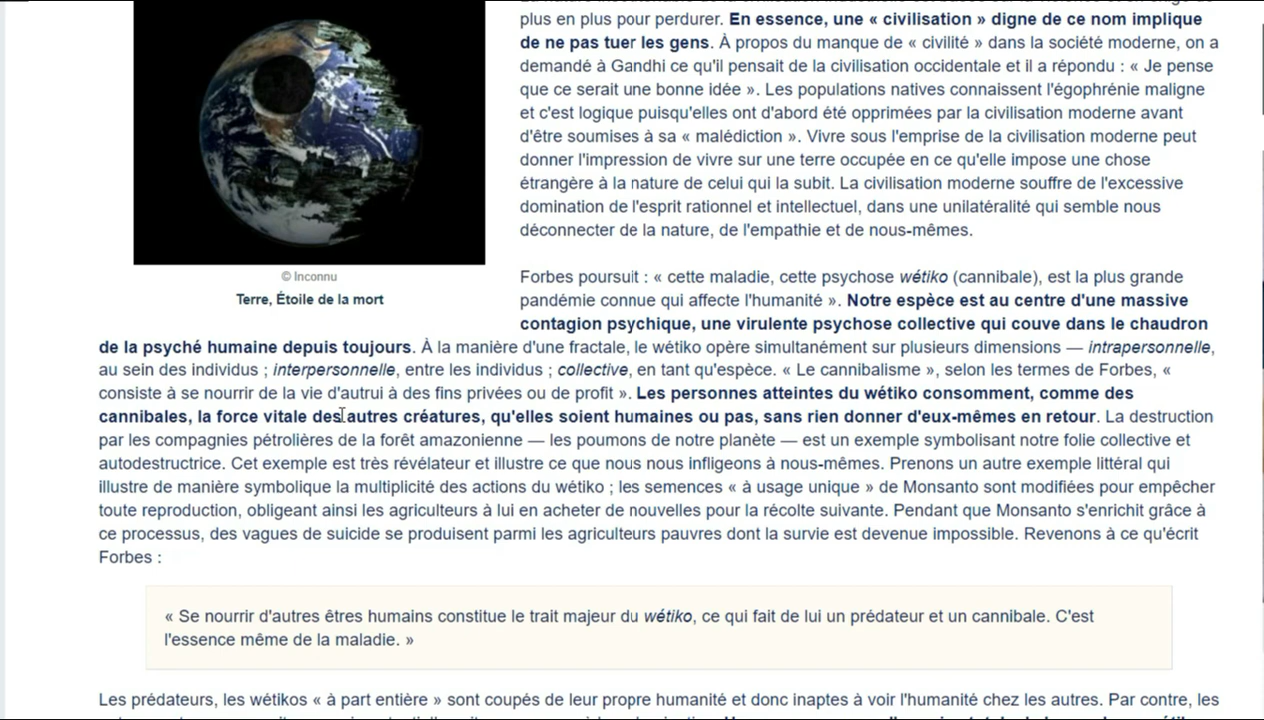 plus en plus pour perdurer. En essence, une « civilisation » digne de ce nom implique
de ne pas tuer les gens. À propos du manque de « civilité » dans la société moderne, on a
demandé à Gandhi ce qu'il pensait de la civilisation occidentale et il a répondu : « Je pense
que ce serait une bonne idée ». Les populations natives connaissent l'égophrénie maligne
et c'est logique puisqu'elles ont d'abord été opprimées par la civilisation moderne avant
d'être soumises à sa « malédiction ». Vivre sous l'emprise de la civilisation moderne peut
donner l'impression de vivre sur une terre occupée en ce qu'elle impose une chose
étrangère à la nature de celui qui la subit. La civilisation moderne souffre de l'excessive
domination de l'esprit rationnel et intellectuel, dans une unilatéralité qui semble nous
déconnecter de la nature, de l'empathie et de nous-mêmes.
© Inconnu
Terre, Étoile de la mort
Forbes poursuit : « cette maladie, cette psychose wétiko (cannibale), est la plus grande
pandémie connue qui affecte l'humanité ». Notre espèce est au centre d'une massive
contagion psychique, une virulente psychose collective qui couve dans le chaudron
de la psyché humaine depuis toujours. À la manière d'une fractale, le wétiko opère simultanément sur plusieurs dimensions — intrapersonnelle,
au sein des individus ; interpersonnelle, entre les individus ; collective, en tant qu'espèce. « Le cannibalisme », selon les termes de Forbes, «
consiste à se nourrir de la vie d'autrui à des fins privées ou de profit ». Les personnes atteintes du wétiko consomment, comme des
cannibales, la force vitale des autres créatures, qu'elles soient humaines ou pas, sans rien donner d'eux-mêmes en retour. La destruction
par les compagnies pétrolières de la forêt amazonienne — les poumons de notre planète — est un exemple symbolisant notre folie collective et
autodestructrice. Cet exemple est très révélateur et illustre ce que nous nous infligeons à nous-mêmes. Prenons un autre exemple littéral qui
illustre de manière symbolique la multiplicité des actions du wétiko ; les semences « à usage unique » de Monsanto sont modifiées pour empêcher
toute reproduction, obligeant ainsi les agriculteurs à lui en acheter de nouvelles pour la récolte suivante. Pendant que Monsanto s'enrichit grâce à
ce processus, des vagues de suicide se produisent parmi les agriculteurs pauvres dont la survie est devenue impossible. Revenons à ce qu'écrit
Forbes :
« Se nourrir d'autres êtres humains constitue le trait majeur du wétiko, ce qui fait de lui un prédateur et un cannibale. C'est
l'essence même de la maladie. »
Les prédateurs, les wétikos « à part entière » sont coupés de leur propre humanité et donc inaptes à voir l'humanité chez les autres. Par contre, les